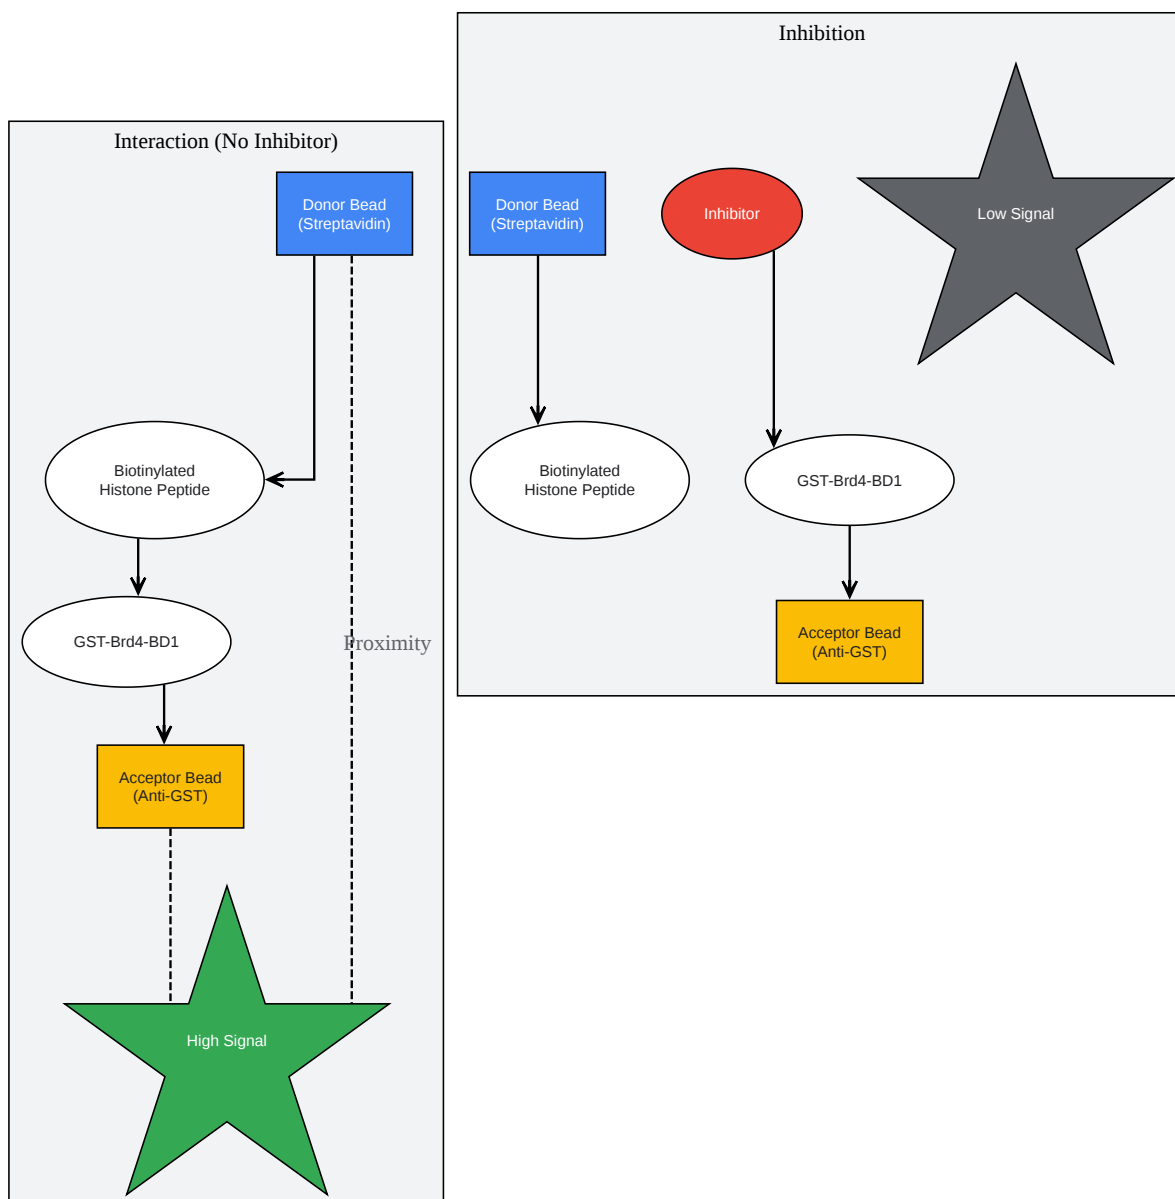 Interaction (No Inhibitor)
Donor Bead
(Streptavidin)
Biotinylated
Histone Peptide
GST-Brd4-BD1
Proximity
Acceptor Bead
(Anti-GST)
High Signal
Inhibition
Donor Bead
(Streptavidin)
Inhibitor
Low Signal
Biotinylated
Histone Peptide
GST-Brd4-BD1
Acceptor Bead
(Anti-GST)